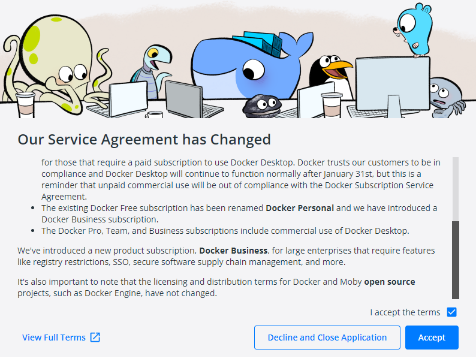 Our Service Agreement has Changed
for those that require a paid subscription to use Docker Desktop. Docker trusts our customers to be in
compliance and Docker Desktop will continue to function normally after January 31st, but this is a
reminder that unpaid commercial use will be out of compliance with the Docker Subscription Service
Agreement.
• The existing Docker Free subscription has been renamed Docker Personal and we have introduced a
Docker Business subscription.
• The Docker Pro, Team, and Business subscriptions include commercial use of Docker Desktop.
We've introduced a new product subscription, Docker Business, for large enterprises that require features
like registry restrictions, SSO, secure software supply chain management, and more.
It's also important to note that the licensing and distribution terms for Docker and Moby open source
projects, such as Docker Engine, have not changed.
I accept the terms
View Full Terms
Decline and Close Application
Accept